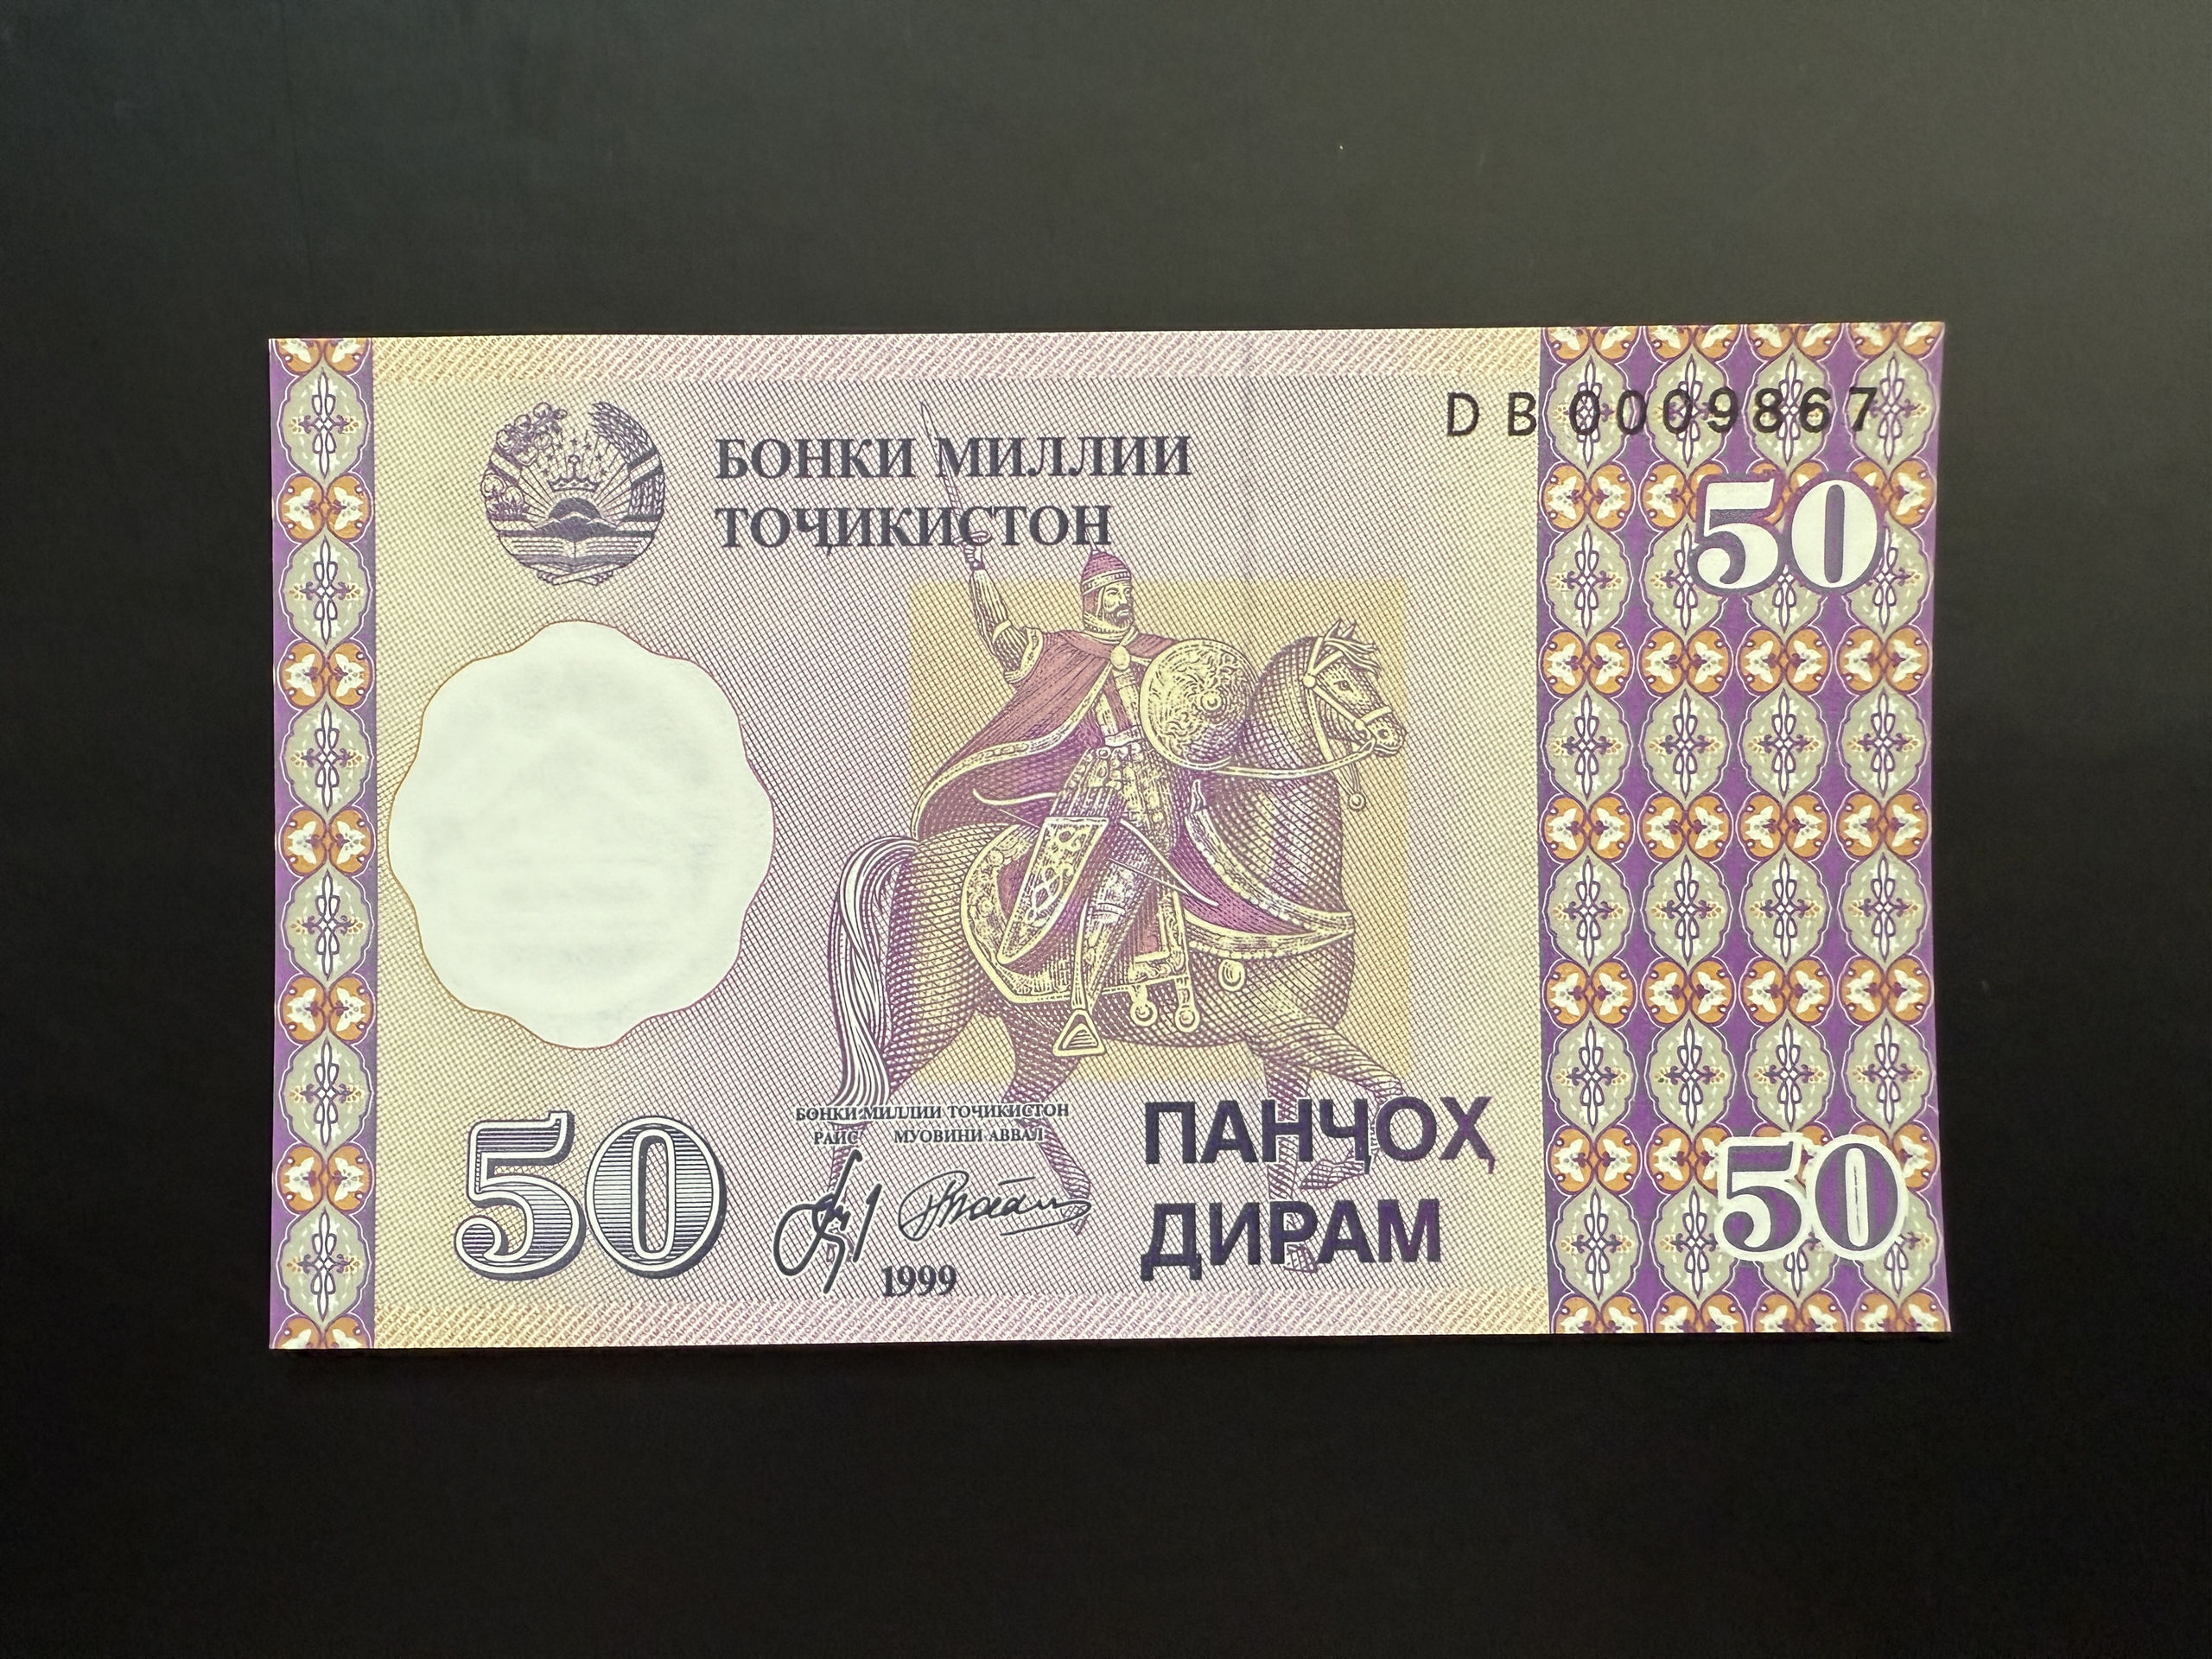 DB 0009867
БОНКИ МИЛЛИИ
ТОҶИКИСТОН
50
БОНКИ МИЛЛИИ ТОҶИКИСТОН
РАИС МУОВИНИ АВВАЛ
ПАНҶОҲ
ДИРАМ
50
50
1999